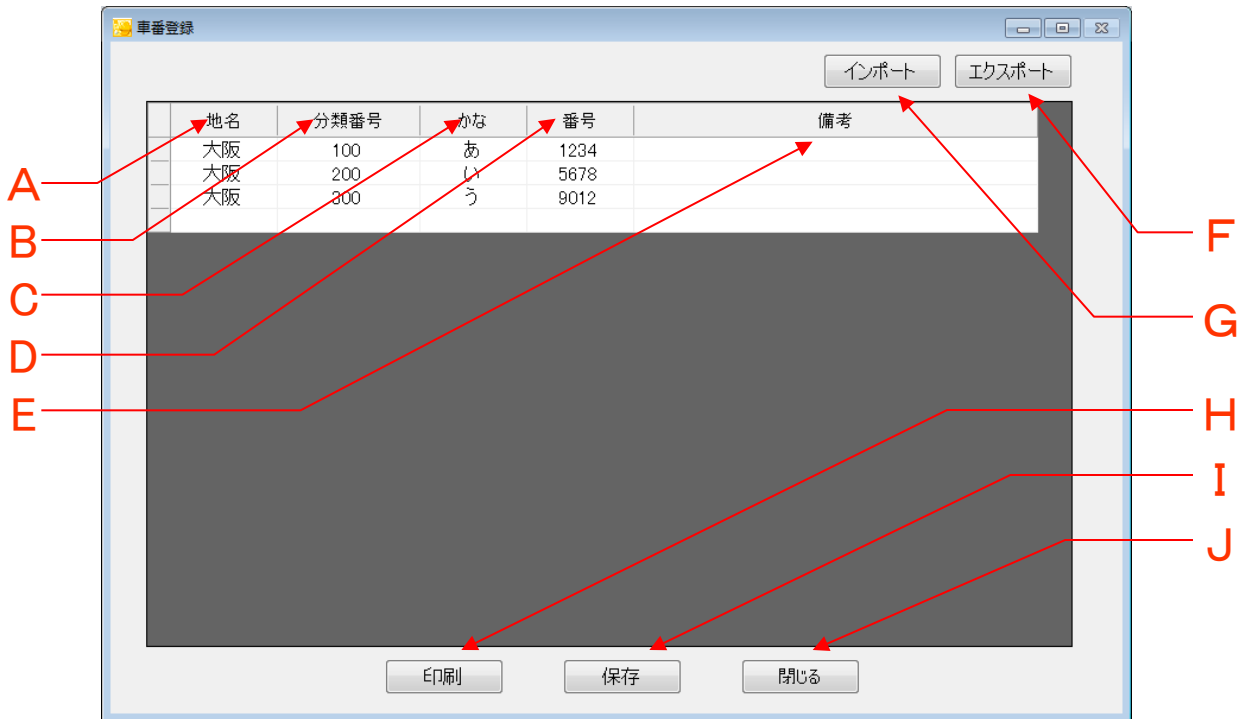 車番登録
インポート エクスポート
地名 分類番号 かな 番号 備考
大阪 100 あ 1234
大阪 200 い 5678
大阪 300 う 9012
A
B
C
D
E
F
G
H
I
J
印刷 保存 閉じる